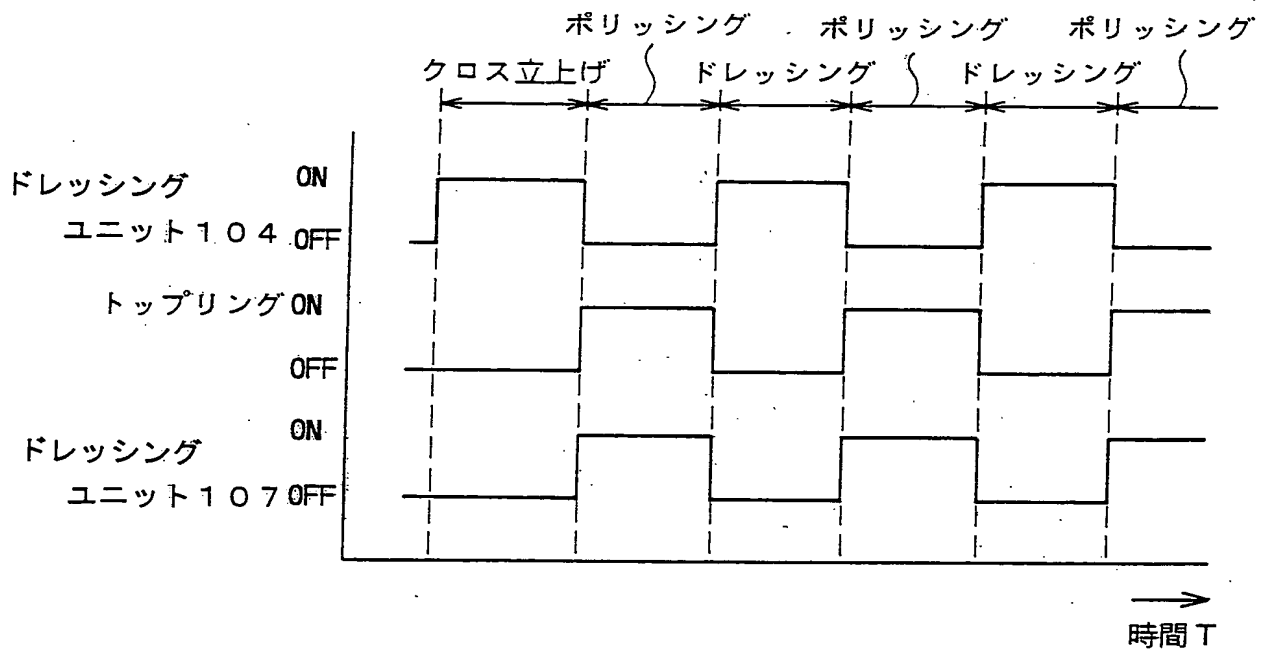 ポリッシング ポリッシング ポリッシング
クロス立上げ ドレッシング ドレッシング
ドレッシング ON
ユニット104 OFF
トップリング ON
OFF
ドレッシング ON
ユニット107 OFF
時間T